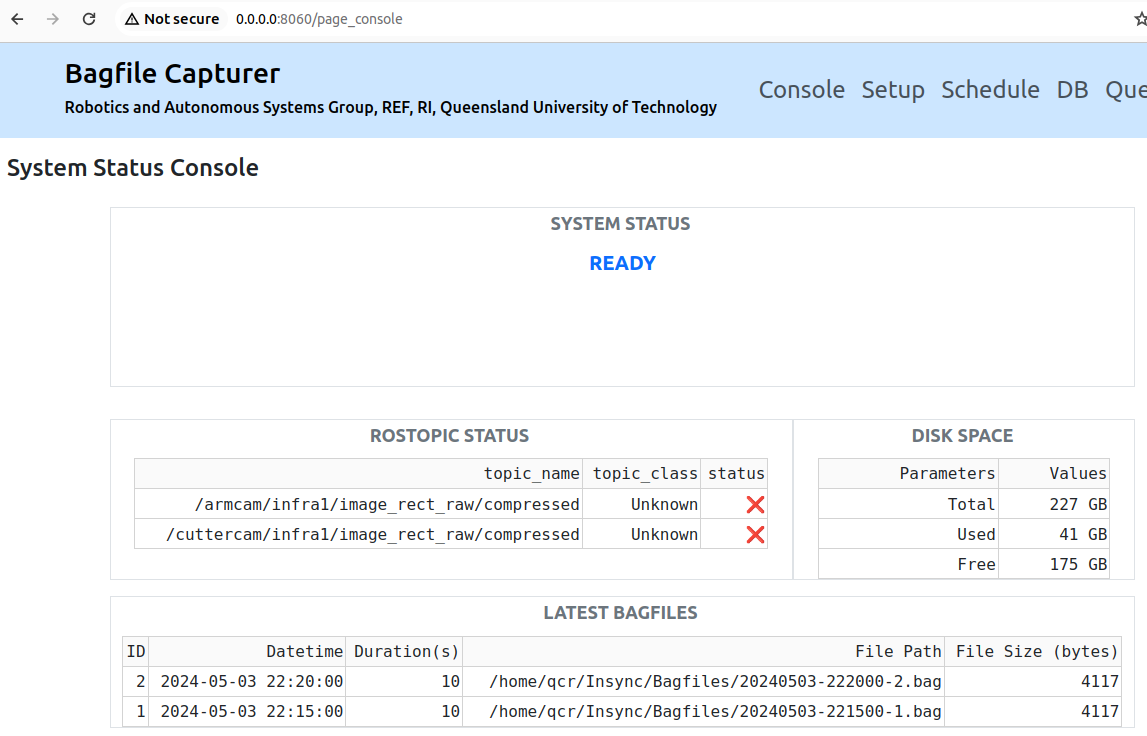 Not secure 0.0.0.0:8060/page_console
Bagfile Capturer
Robotics and Autonomous Systems Group, REF, RI, Queensland University of Technology
Console Setup Schedule DB Que
System Status Console
SYSTEM STATUS
READY
ROSTOPIC STATUS
topic_name topic_class status
/armcam/infra1/image_rect_raw/compressed Unknown ❌
/cuttercam/infra1/image_rect_raw/compressed Unknown ❌
DISK SPACE
Parameters Values
Total 227 GB
Used 41 GB
Free 175 GB
LATEST BAGFILES
ID Datetime Duration(s) File Path File Size (bytes)
2 2024-05-03 22:20:00 10 /home/qcr/Insync/Bagfiles/20240503-222000-2.bag 4117
1 2024-05-03 22:15:00 10 /home/qcr/Insync/Bagfiles/20240503-221500-1.bag 4117